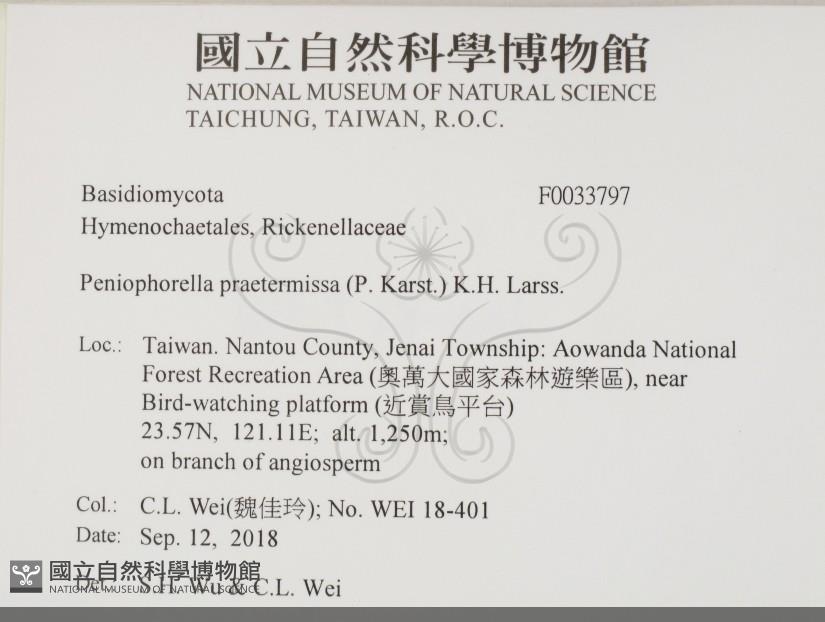 國立自然科學博物館
NATIONAL MUSEUM OF NATURAL SCIENCE
TAICHUNG, TAIWAN, R.O.C.
Basidiomycota F0033797
Hymenochaetales, Rickenellaceae
Peniophorella praetermissa (P. Karst.) K.H. Larss.
Loc.: Taiwan. Nantou County, Jenai Township: Aowanda National
Forest Recreation Area (奧萬大國家森林遊樂區), near
Bird-watching platform (近賞鳥平台)
23.57N, 121.11E; alt. 1,250m;
on branch of angiosperm
Col.: C.L. Wei(魏佳玲); No. WEI 18-401
Date: Sep. 12, 2018
Det.: S.H. Wu & C.L. Wei
國立自然科學博物館
NATIONAL MUSEUM OF NATURAL SCIENCE